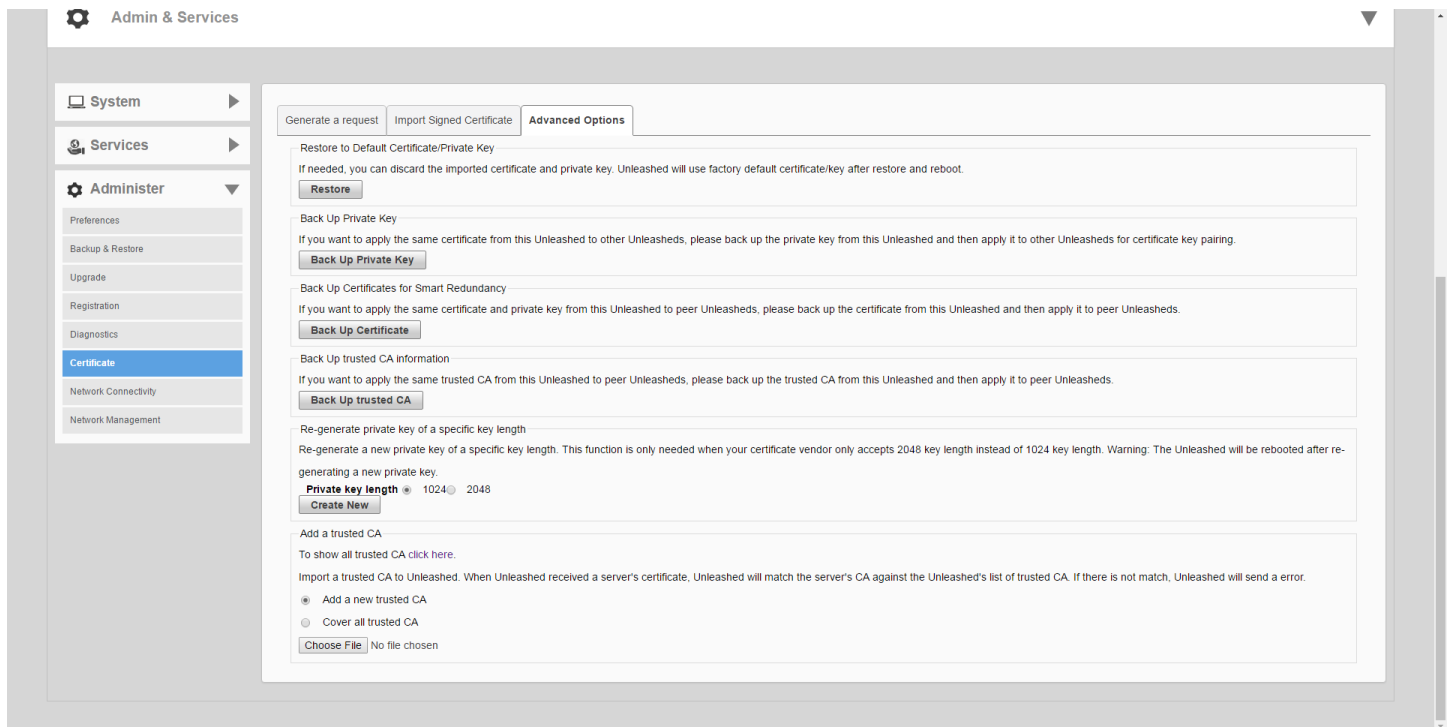 Admin & Services
System
Services
Administer
Preferences
Backup & Restore
Upgrade
Registration
Diagnostics
Certificate
Network Connectivity
Network Management
Generate a request
Import Signed Certificate
Advanced Options
Restore to Default Certificate/Private Key
If needed, you can discard the imported certificate and private key. Unleashed will use factory default certificate/key after restore and reboot.
Restore
Back Up Private Key
If you want to apply the same certificate from this Unleashed to other Unleasheds, please back up the private key from this Unleashed and then apply it to other Unleasheds for certificate key pairing.
Back Up Private Key
Back Up Certificates for Smart Redundancy
If you want to apply the same certificate and private key from this Unleashed to peer Unleasheds, please back up the certificate from this Unleashed and then apply it to peer Unleasheds.
Back Up Certificate
Back Up trusted CA information
If you want to apply the same trusted CA from this Unleashed to peer Unleasheds, please back up the trusted CA from this Unleashed and then apply it to peer Unleasheds.
Back Up trusted CA
Re-generate private key of a specific key length
Re-generate a new private key of a specific key length. This function is only needed when your certificate vendor only accepts 2048 key length instead of 1024 key length. Warning: The Unleashed will be rebooted after re-
generating a new private key.
Private key length 1024 2048
Create New
Add a trusted CA
To show all trusted CA click here.
Import a trusted CA to Unleashed. When Unleashed received a server's certificate, Unleashed will match the server's CA against the Unleashed's list of trusted CA. If there is not match, Unleashed will send a error.
Add a new trusted CA
Cover all trusted CA
Choose File No file chosen